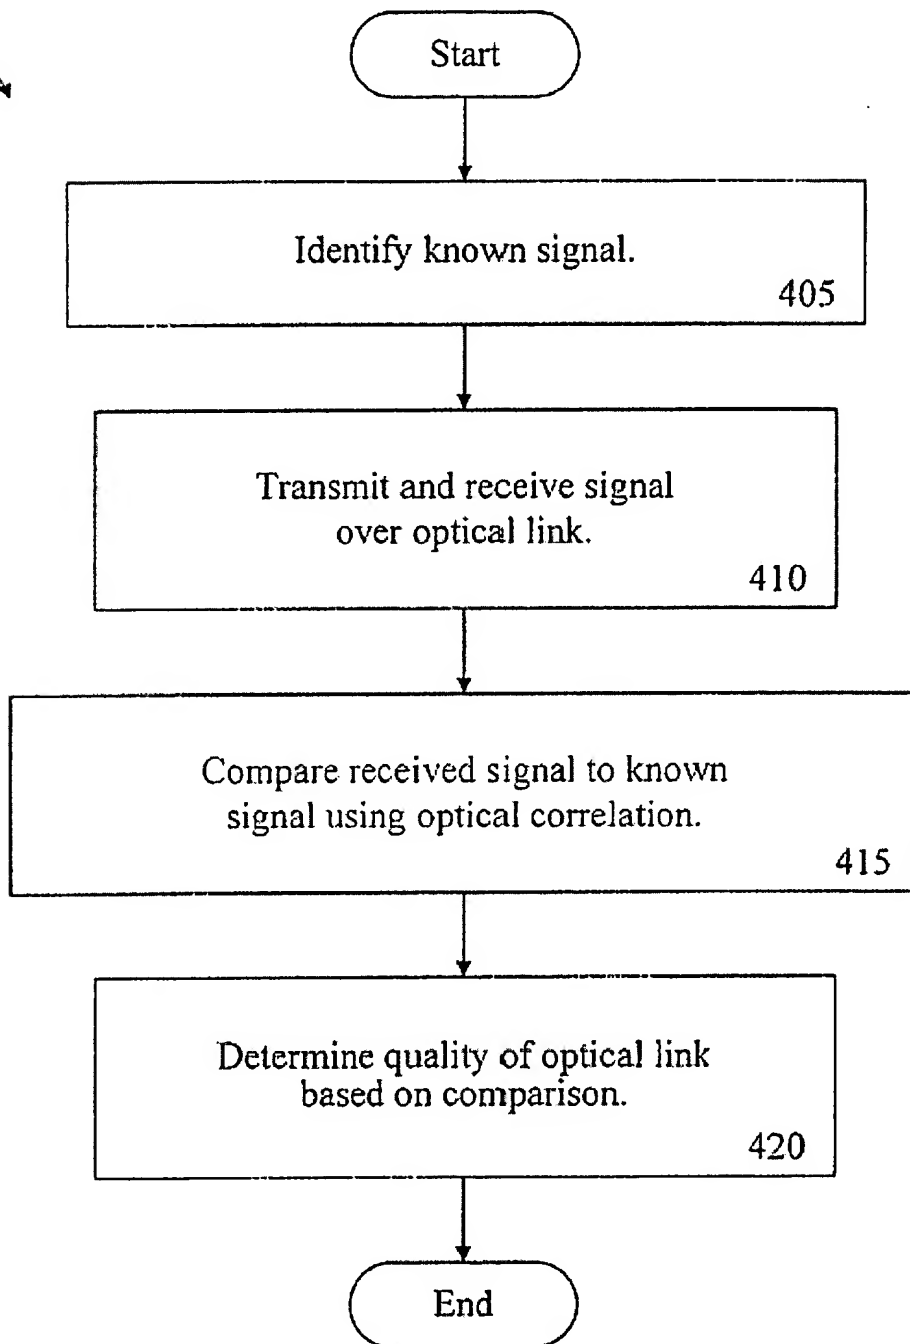 Start
Identify known signal.
405
Transmit and receive signal
over optical link.
410
Compare received signal to known
signal using optical correlation.
415
Determine quality of optical link
based on comparison.
420
End